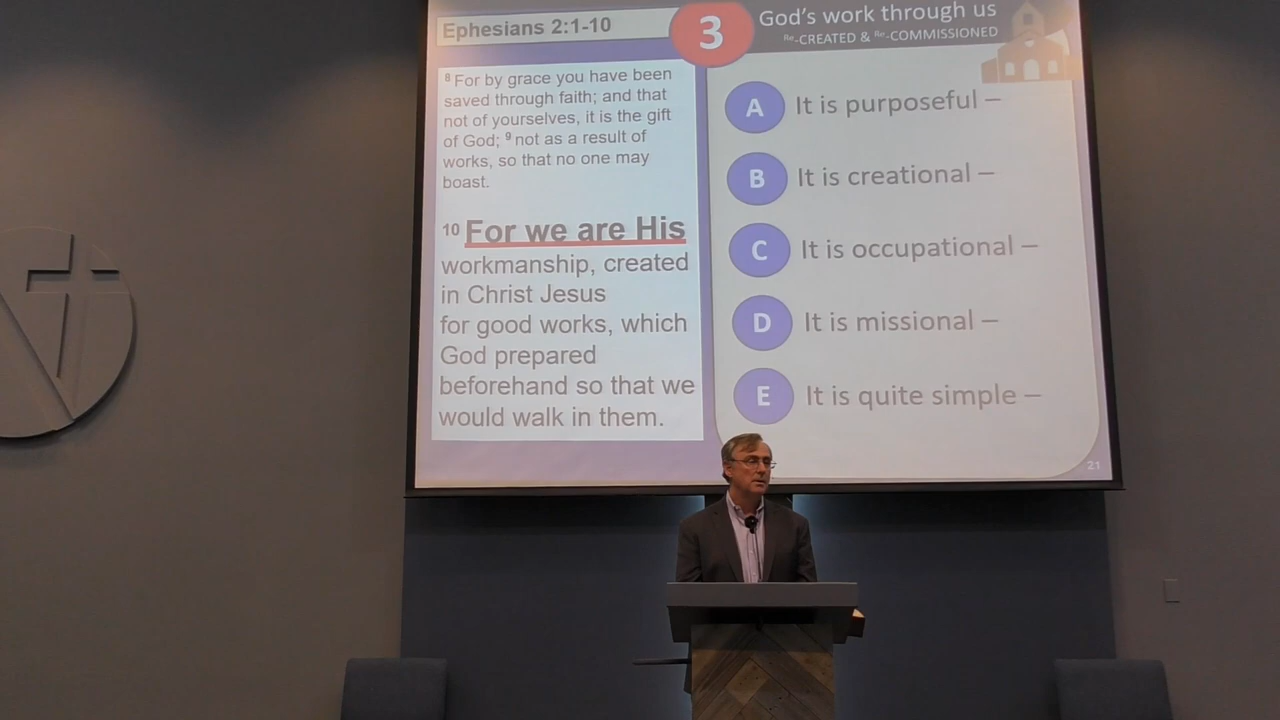 Ephesians 2:1-10
3
God's work through us
Re-CREATED & Re-COMMISSIONED
8 For by grace you have been
saved through faith; and that
not of yourselves, it is the gift
of God; 9 not as a result of
works, so that no one may
boast.
10 For we are His
workmanship, created
in Christ Jesus
for good works, which
God prepared
beforehand so that we
would walk in them.
A It is purposeful –
B It is creational –
C It is occupational –
D It is missional –
E It is quite simple –
21